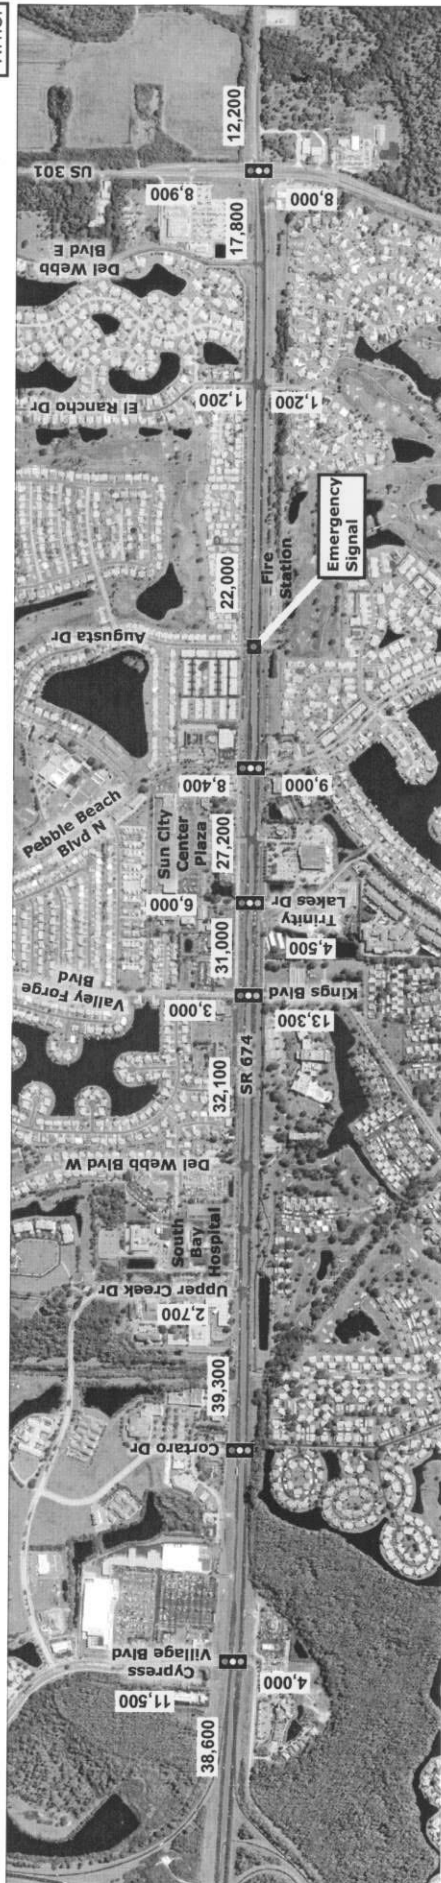 38,600
Cypress
Village Blvd
11,500
4,000
Cortaro Dr
39,300
2,700
Upper Creek Dr
South
Bay
Hospital
Del Webb Blvd W
32,100
SR 674
Valley Forge
Blvd
3,000
Kings Blvd
13,300
31,000
6,000
Trinity
Lakes Dr
4,500
Sun City
Center
Plaza
27,200
Pebble Beach
Blvd N
8,400
9,000
Augusta Dr
22,000
Fire
Station
Emergency
Signal
El Rancho Dr
1,200
1,200
Del Webb
Blvd E
17,800
US 301
8,900
8,000
12,200